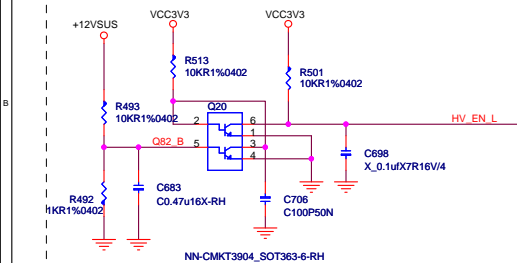 VCC3V3
VCC3V3
+12VSUS
R513
10KR1%0402
R501
10KR1%0402
B
R493
10KR1%0402
Q20
2
6
HV_EN_L
1
Q82_B
5
3
4
C698
X_0.1ufX7R16V/4
R492
1KR1%0402
C683
C0.47u16X-RH
C706
C100P50N
NN-CMKT3904_SOT363-6-RH